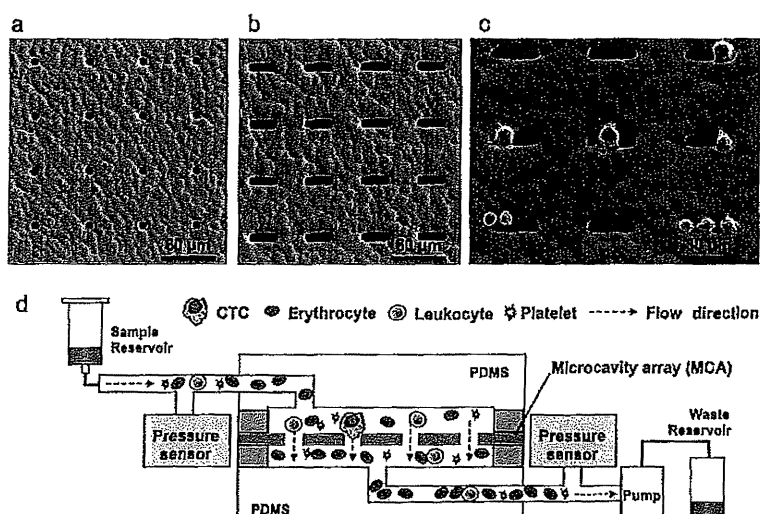 a
b
c
60 μm
60 μm
d
CTC
Erythrocyte
Leukocyte
Platelet
Flow direction
Sample
Reservoir
PDMS
Microcavity array (MCA)
Waste
Reservoir
Pressure
sensor
Pressure
sensor
Pump
PDMS